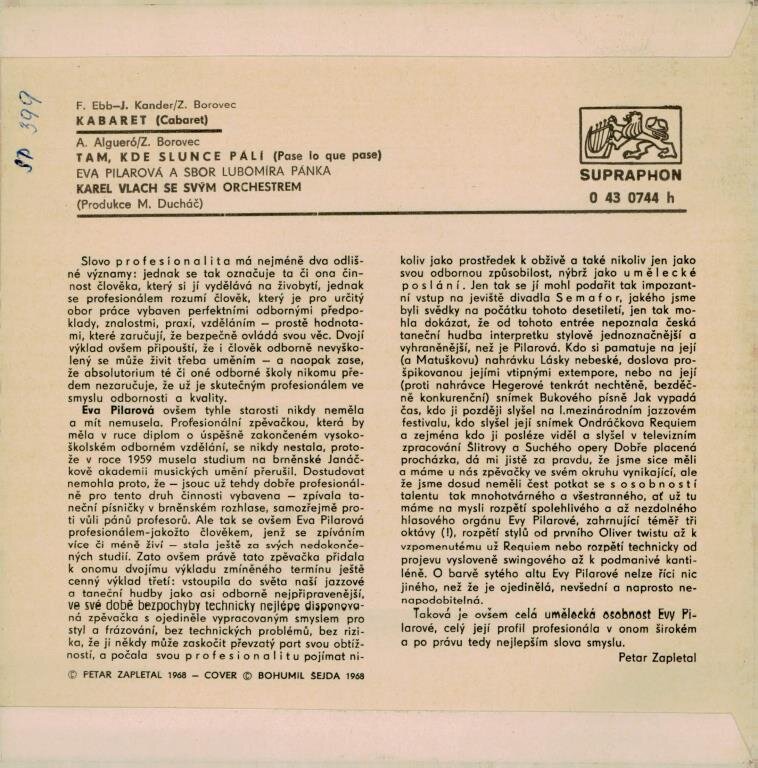 SP 399
F. Ebb—J. Kander/Z. Borovec
KABARET (Cabaret)
A. Algueró/Z. Borovec
TAM, KDE SLUNCE PÁLÍ (Pase lo que pase)
EVA PILAROVÁ A SBOR LUBOMÍRA PÁNKA
KAREL VLACH SE SVÝM ORCHESTREM
(Produkce M. Ducháč)
SUPRAPHON
0 43 0744 h
Slovo profesionalita má nejméně dva odliš-
né významy: jednak se tak označuje ta či ona čin-
nost člověka, který si jí vydělává na živobytí, jednak
se profesionálem rozumí člověk, který je pro určitý
obor práce vybaven perfektními odbornými předpo-
klady, znalostmi, praxí, vzděláním — prostě hodnota-
mi, které zaručují, že bezpečně ovládá svou věc. Dvojí
výklad ovšem připouští, že i člověk odborně nevyško-
lený se může živit třeba uměním — a naopak zase,
že absolutorium té či oné odborné školy nikomu pře-
dem nezaručuje, že už je skutečným profesionálem ve
smyslu odbornosti a kvality.
Eva Pilarová ovšem tyhle starosti nikdy neměla
a mít nemusela. Profesionální zpěvačkou, která by
měla v ruce diplom o úspěšně zakončeném vysoko-
školském odborném vzdělání, se nikdy nestala, proto-
že v roce 1959 musela studium na brněnské Janáč-
kově akademii musických umění přerušil. Dostudovat
nemohla proto, že — jsouc už tehdy dobře profesionál-
ně pro tento druh činnosti vybavena — zpívala ta-
neční písničky v brněnském rozhlase, samozřejmě pro-
ti vůli pánů profesorů. Ale tak se ovšem Eva Pilarová
profesionálem-jakožto člověkem, jenž se zpíváním
více či méně živí — stala ještě za svých nedokonče-
ných studií. Zato ovšem právě tato zpěvačka přidala
k onomu dvojímu výkladu zmíněného termínu ještě
cenný výklad třetí: vstoupila do světa naší jazzové
a taneční hudby jako asi odborně nejpřipravenější,
ve své době bezpochyby technicky nejlépe disponova-
ná zpěvačka s ojediněle vypracovaným smyslem pro
styl a frázování, bez technických problémů, bez rizi-
ka, že ji někdy může zaskočit převzatý part svou obtíž-
ností, a počala svou profesionalitu pojímat ni-
koliv jako prostředek k obživě a také nikoliv jen jako
svou odbornou způsobilost, nýbrž jako umělecké
poslání. Jen tak se jí mohl podařit tak impozant-
ní vstup na jeviště divadla Semafor, jakého jsme
byli svědky na počátku tohoto desetiletí, jen tak mo-
hla dokázat, že od tohoto entrée nepoznala česká
taneční hudba interpretku stylově jednoznačnější a
vyhraněnější, než je Pilarová. Kdo si pamatuje na její
(a Matuškovu) nahrávku Lásky nebeské, doslova pro-
špikovanou jejími vtipnými extempore, nebo na její
(proti nahrávce Hegerové tenkrát nechtěně, bezděč-
ně konkurenční) snímek Bukového písně Jak vypadá
čas, kdo ji později slyšel na I.mezinárodním jazzovém
festivalu, kdo slyšel její snímek Ondráčkova Requiem
a zejména kdo ji posléze viděl a slyšel v televizním
zpracování Šlitrovy a Suchého opery Dobře placená
procházka, dá mi jistě za pravdu, že jsme sice měli
a máme u nás zpěvačky ve svém okruhu vynikající, ale
že jsme dosud neměli čest potkat se s osobností
talentu tak mnohotvárného a všestranného, ať už tu
máme na mysli rozpětí spolehlivého a až nezdolného
hlasového orgánu Evy Pilarové, zahrnující téměř tři
oktávy (!), rozpětí stylů od prvního Oliver twistu až k
vzpomenutému už Requiem nebo rozpětí technicky od
projevu vysloveně swingového až k podmanivé kanti-
léně. O barvě sytého altu Evy Pilarové nelze říci nic
jiného, než že je ojedinělá, nevšední a naprosto ne-
napodobitelná.
Taková je ovšem celá umělecká osobnost Evy Pi-
larové, celý její profil profesionála v onom širokém
a po právu tedy nejlepším slova smyslu.
Petar Zapletal
© PETAR ZAPLETAL 1968 — COVER © BOHUMIL ŠEJDA 1968